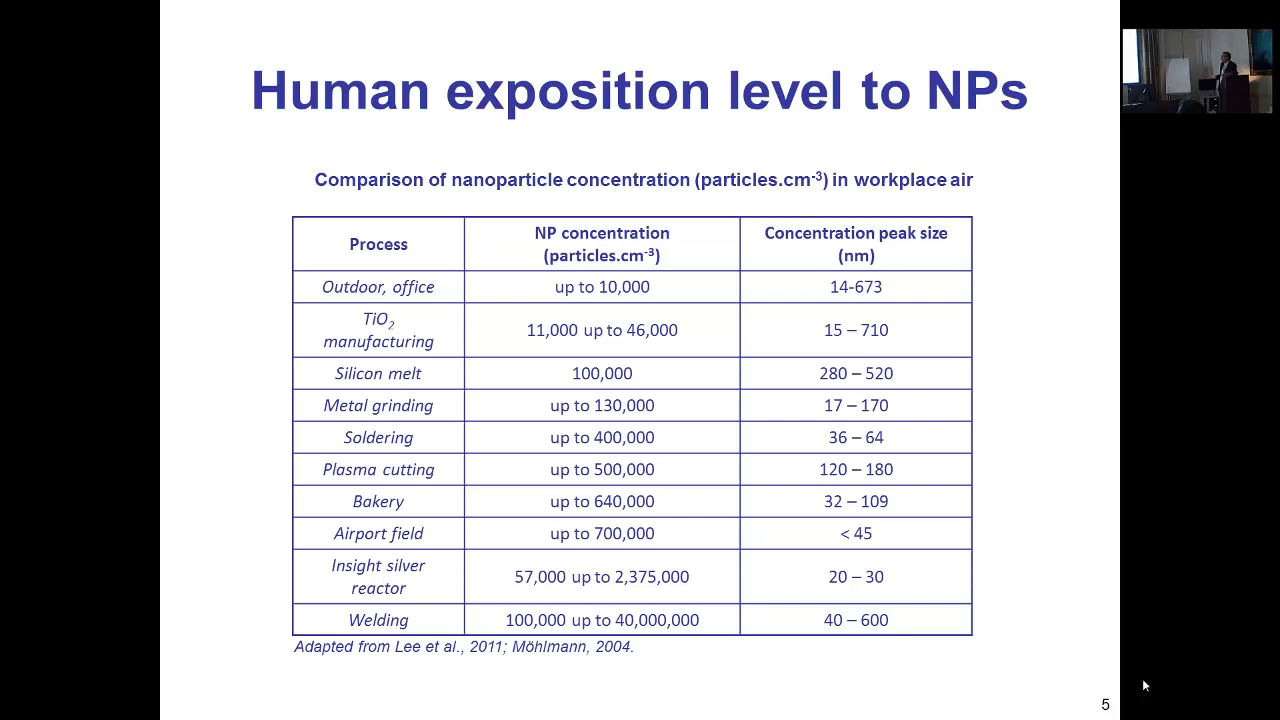 Human exposition level to NPs
Comparison of nanoparticle concentration (particles.cm⁻³) in workplace air
Process
NP concentration
(particles.cm⁻³)
Concentration peak size
(nm)
Outdoor, office
up to 10,000
14-673
TiO₂
manufacturing
11,000 up to 46,000
15 – 710
Silicon melt
100,000
280 – 520
Metal grinding
up to 130,000
17 – 170
Soldering
up to 400,000
36 – 64
Plasma cutting
up to 500,000
120 – 180
Bakery
up to 640,000
32 – 109
Airport field
up to 700,000
< 45
Insight silver
reactor
57,000 up to 2,375,000
20 – 30
Welding
100,000 up to 40,000,000
40 – 600
Adapted from Lee et al., 2011; Möhlmann, 2004.
5